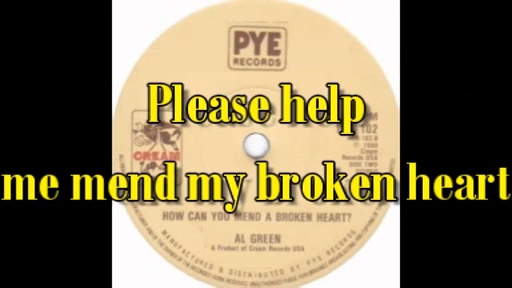 PYE
RECORDS
Please help
102
CREAM
me mend my broken heart
HOW CAN YOU MEND A BROKEN HEART?
AL GREEN
A Product of Cream Records USA
MANUFACTURED & DISTRIBUTED BY PYE RECORDS